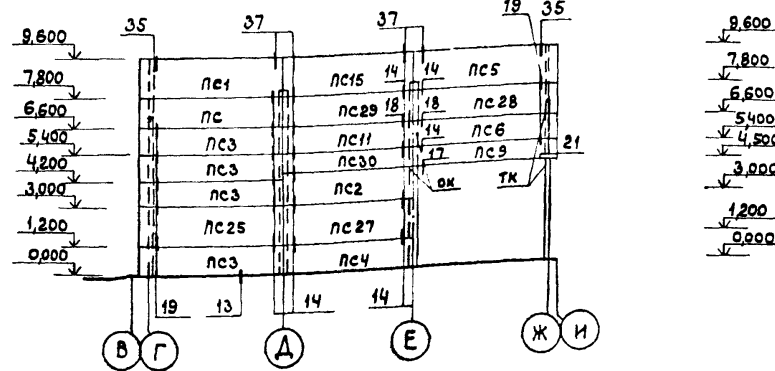 19 35
35 37 37
9,600
7,800
6,600
5,400
4,200
3,000
1,200
0,000
ПС1 ПС15 14 14 ПС5
ПС ПС29 18 18 ПС28
ПС3 ПС11 14 ПС6
ПС3 ПС30 17 ПС9 21
ПС3 ПС2 ОК ТК
ПС25 ПС27
ПС3 ПС4
19 13 14 14
В Г Д Е Ж И
9,600
7,800
6,600
5,400
4,500
3,000
1,200
0,000